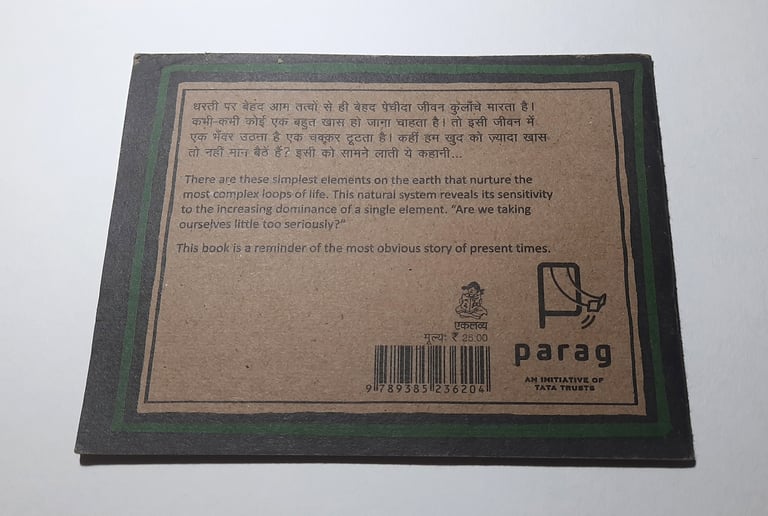 धरती पर बेहद आम तत्वों से ही बेहद पेचीदा जीवन कुलाँचे मारता है।
कभी-कभी कोई एक बहुत खास हो जाना चाहता है। तो इसी जीवन में
एक भँवर उठता है एक चक्कर टूटता है। कहीं हम खुद को ज़्यादा खास
तो नहीं मान बैठे हैं? इसी को सामने लाती ये कहानी...
There are these simplest elements on the earth that nurture the
most complex loops of life. This natural system reveals its sensitivity
to the increasing dominance of a single element. “Are we taking
ourselves little too seriously?”
This book is a reminder of the most obvious story of present times.
एकलव्य
मूल्य: ₹ 25.00
9 789385 236204
parag
AN INITIATIVE OF
TATA TRUSTS